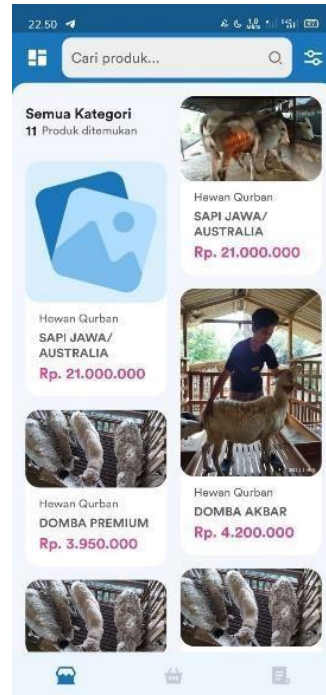 22.50
Cari produk...
Semua Kategori
11 Produk ditemukan
Hewan Qurban
SAPI JAWA/
AUSTRALIA
Rp. 21.000.000
Hewan Qurban
SAPI JAWA/
AUSTRALIA
Rp. 21.000.000
Hewan Qurban
DOMBA PREMIUM
Rp. 3.950.000
Hewan Qurban
DOMBA AKBAR
Rp. 4.200.000